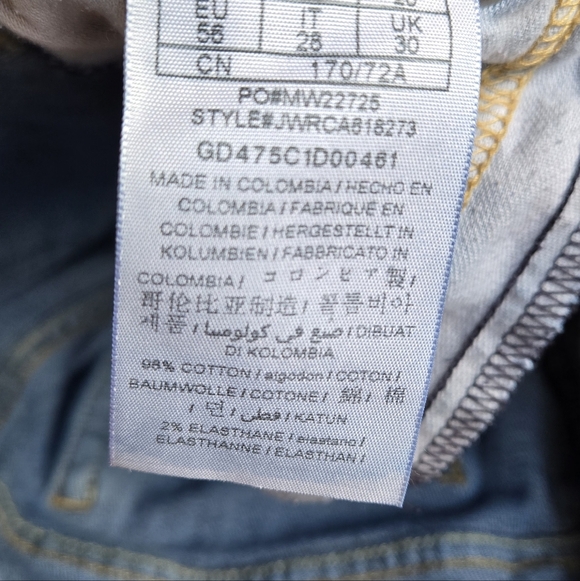 EU IT UK
56 28 30
CN 170/72A
PO#MW22725
STYLE#JWRCA818273
GD475C1D00461
MADE IN COLOMBIA / HECHO EN
COLOMBIA / FABRIQUE EN
COLOMBIE / HERGESTELLT IN
KOLUMBIEN / FABBRICATO IN
COLOMBIA / コロンビア製 /
哥伦比亚制造 / 콜롬비아
제품 / صنع في كولومبيا / DIBUAT
DI KOLOMBIA
98% COTTON / algodon / COTON /
BAUMWOLLE / COTONE / 綿 / 棉
/ 면 / قطن / KATUN
2% ELASTHANE / elastano /
ELASTHANNE / ELASTHAN /